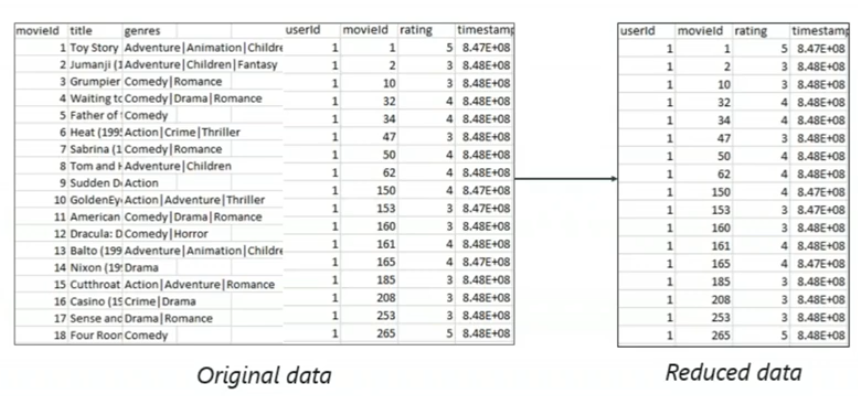 movieId title genres userId movieId rating timestamp userId movieId rating timestamp
1 Toy Story Adventure|Animation|Childre 1 1 5 8.47E+08 1 1 5 8.47E+08
2 Jumanji (1 Adventure|Children|Fantasy 1 2 3 8.48E+08 1 2 3 8.48E+08
3 Grumpier Comedy|Romance 1 10 3 8.48E+08 1 10 3 8.48E+08
4 Waiting to Comedy|Drama|Romance 1 32 4 8.48E+08 1 32 4 8.48E+08
5 Father of Comedy 1 34 4 8.48E+08 1 34 4 8.48E+08
6 Heat (199 Action|Crime|Thriller 1 47 3 8.48E+08 1 47 3 8.48E+08
7 Sabrina (1 Comedy|Romance 1 50 4 8.48E+08 1 50 4 8.48E+08
8 Tom and H Adventure|Children 1 62 4 8.48E+08 1 62 4 8.48E+08
9 Sudden D Action 1 150 4 8.47E+08 1 150 4 8.47E+08
10 GoldenEye Action|Adventure|Thriller 1 153 3 8.47E+08 1 153 3 8.47E+08
11 American Comedy|Drama|Romance 1 160 3 8.48E+08 1 160 3 8.48E+08
12 Dracula: D Comedy|Horror 1 161 4 8.48E+08 1 161 4 8.48E+08
13 Balto (199 Adventure|Animation|Childre 1 165 4 8.47E+08 1 165 4 8.47E+08
14 Nixon (19 Drama 1 185 3 8.48E+08 1 185 3 8.48E+08
15 Cutthroat Action|Adventure|Romance 1 208 3 8.48E+08 1 208 3 8.48E+08
16 Casino (19 Crime|Drama 1 253 3 8.48E+08 1 253 3 8.48E+08
17 Sense and Drama|Romance 1 265 5 8.48E+08 1 265 5 8.48E+08
18 Four Room Comedy
Original data
Reduced data